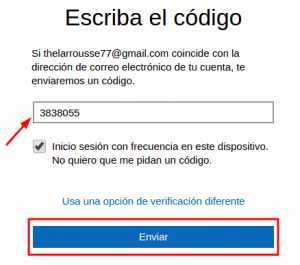 Escriba el código
Si thelarrousse77@gmail.com coincide con la
dirección de correo electrónico de tu cuenta, te
enviaremos un código.
3838055
Inicio sesión con frecuencia en este dispositivo.
No quiero que me pidan un código.
Usa una opción de verificación diferente
Enviar